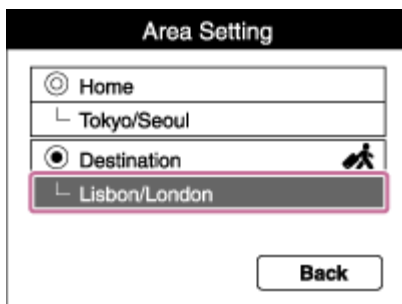 Area Setting
Home
Tokyo/Seoul
Destination
Lisbon/London
Back